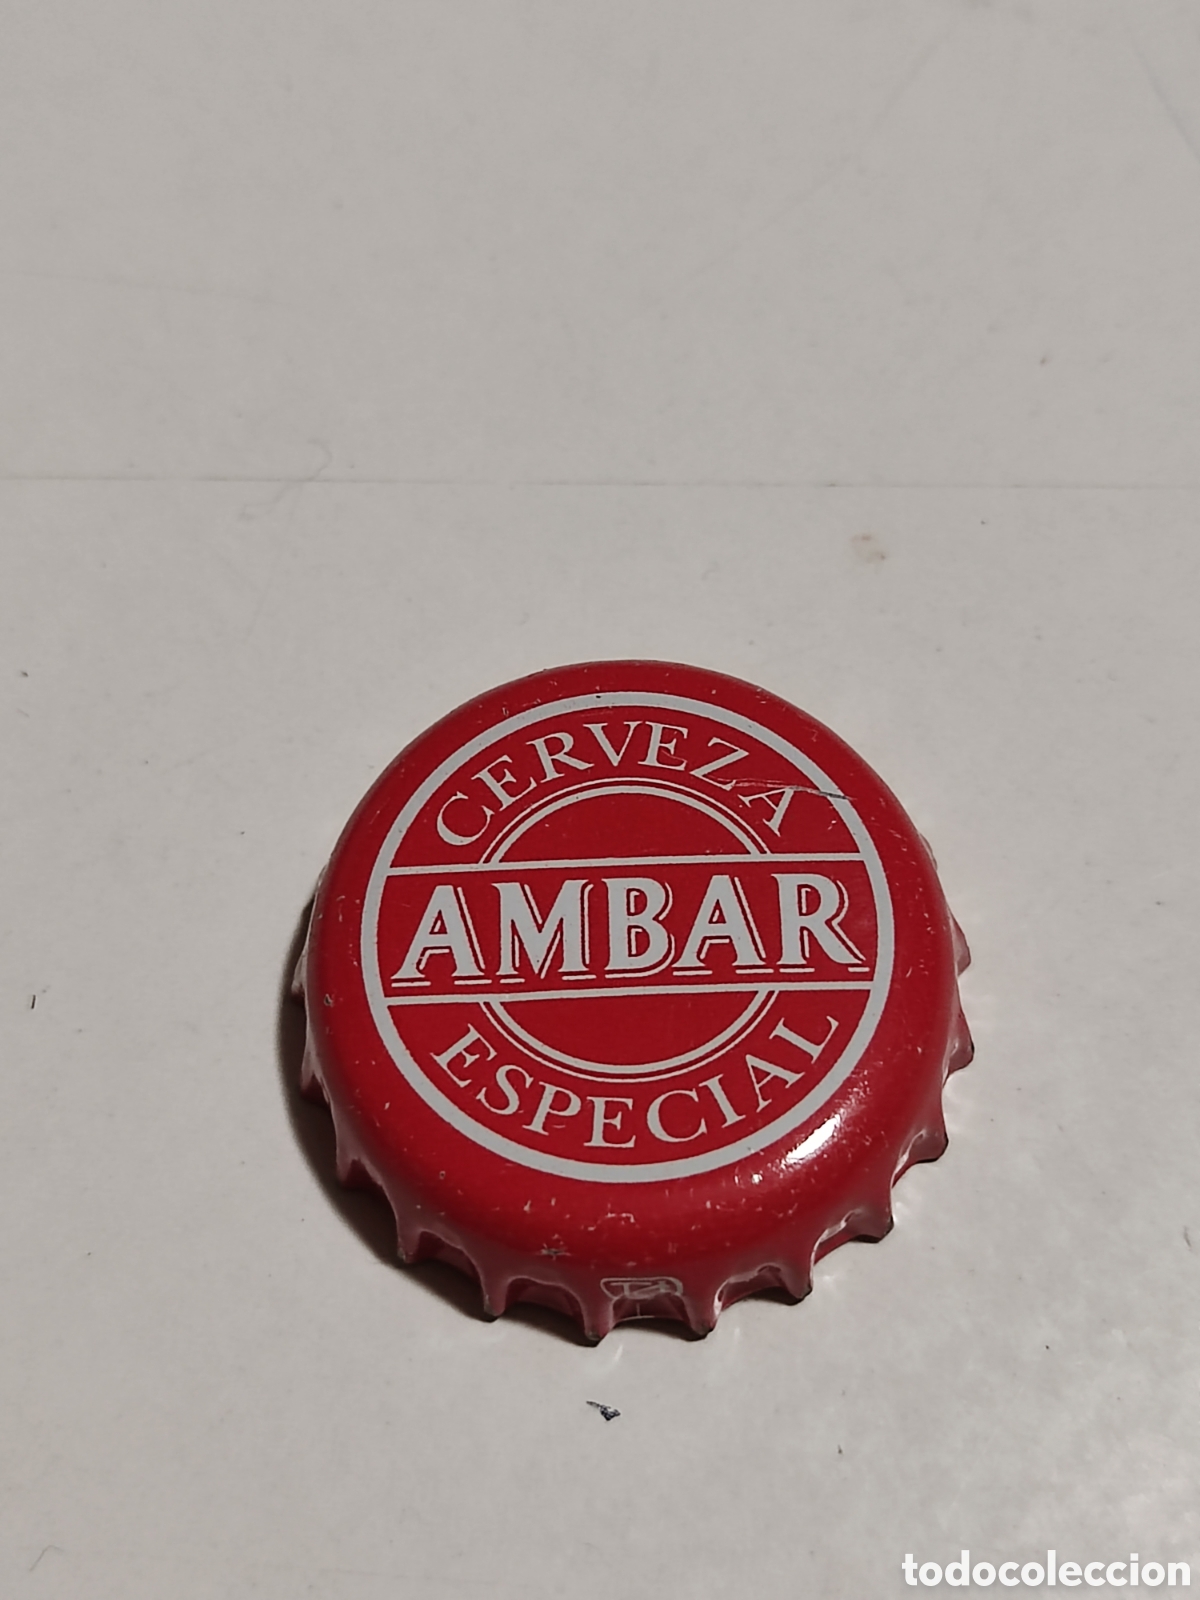 CERVEZA
AMBAR
ESPECIAL
todocoleccion